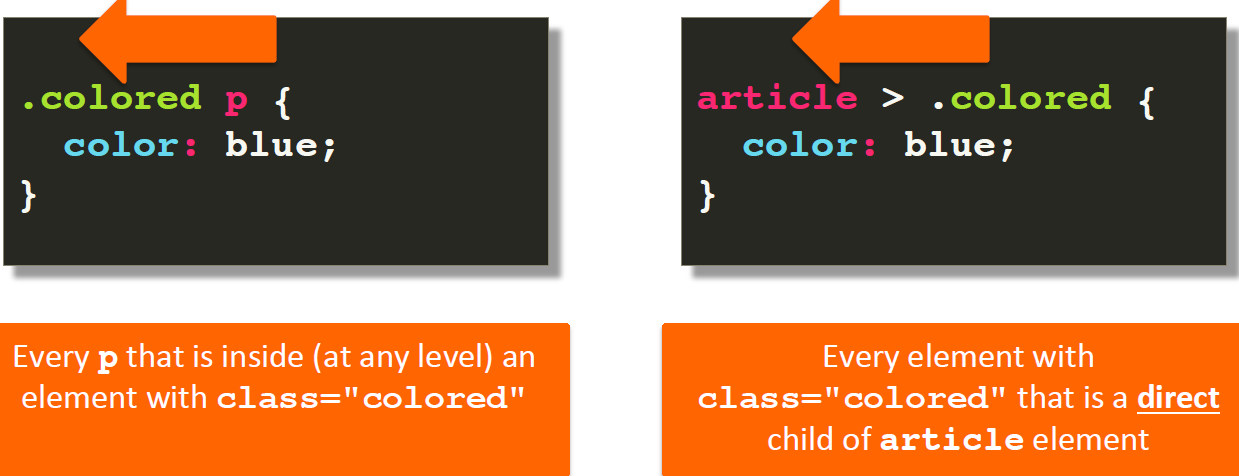 .colored p {
color: blue;
}
article > .colored {
color: blue;
}
Every p that is inside (at any level) an
element with class="colored"
Every element with
class="colored" that is a direct
child of article element